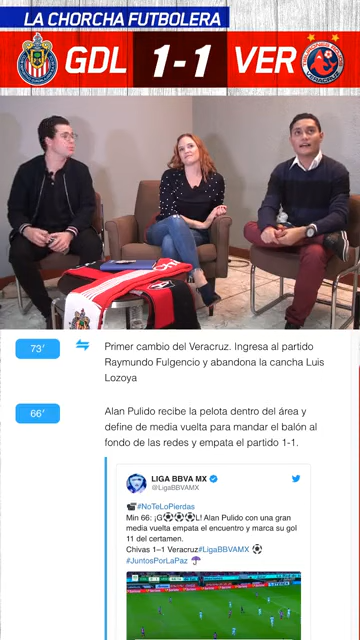 LA CHORCHA FUTBOLERA
GDL 1-1 VER
73’
Primer cambio del Veracruz. Ingresa al partido
Raymundo Fulgencio y abandona la cancha Luis
Lozoya
66’
Alan Pulido recibe la pelota dentro del área y
define de media vuelta para mandar el balón al
fondo de las redes y empata el partido 1-1.
LIGA BBVA MX
@LigaBBVAMX
#NoTeLoPierdas
Min 66: ¡G⚽⚽⚽L! Alan Pulido con una gran
media vuelta empata el encuentro y marca su gol
11 del certamen.
Chivas 1–1 Veracruz#LigaBBVAMX ⚽
#JuntosPorLaPaz ☂